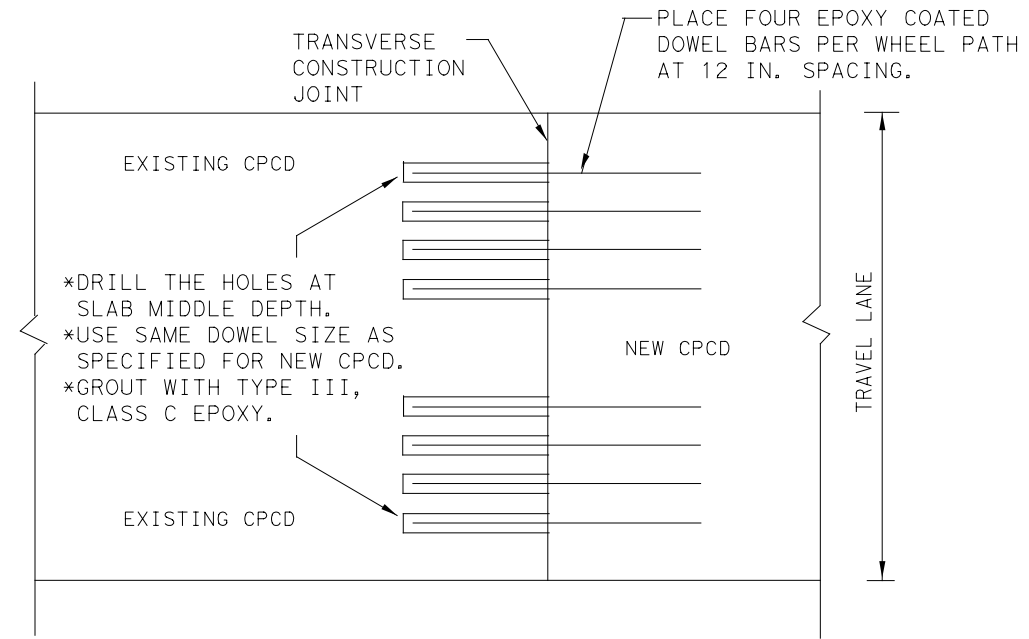 PLACE FOUR EPOXY COATED
DOWEL BARS PER WHEEL PATH
AT 12 IN. SPACING.
TRANSVERSE
CONSTRUCTION
JOINT
EXISTING CPCD
*DRILL THE HOLES AT
SLAB MIDDLE DEPTH.
*USE SAME DOWEL SIZE AS
SPECIFIED FOR NEW CPCD.
*GROUT WITH TYPE III,
CLASS C EPOXY.
NEW CPCD
TRAVEL LANE
EXISTING CPCD